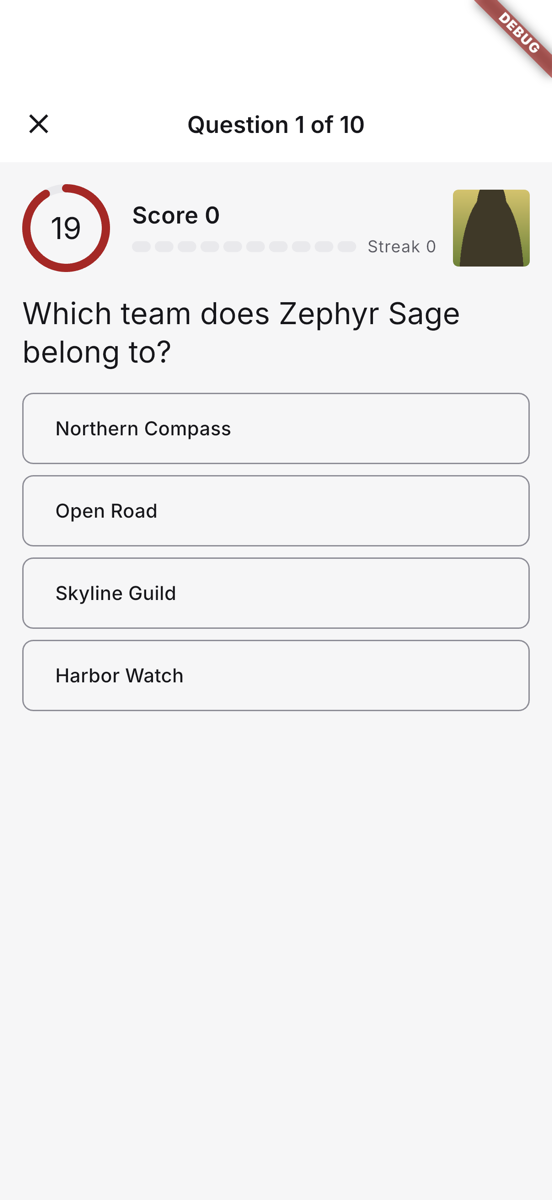 DEBUG
Question 1 of 10
19
Score 0
Streak 0
Which team does Zephyr Sage
belong to?
Northern Compass
Open Road
Skyline Guild
Harbor Watch